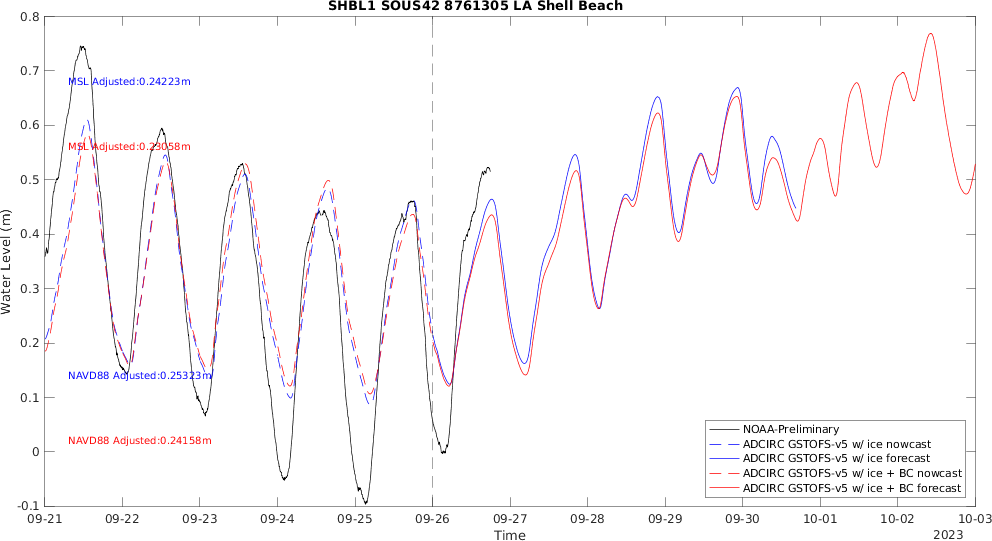 SHBL1 SOUS42 8761305 LA Shell Beach
0.8
0.7
0.6
0.5
0.4
0.3
0.2
0.1
0
-0.1
Water Level (m)
MSL Adjusted:0.24223m
MSL Adjusted:0.23058m
NAVD88 Adjusted:0.25323m
NAVD88 Adjusted:0.24158m
NOAA-Preliminary
ADCIRC GSTOFS-v5 w/ ice nowcast
ADCIRC GSTOFS-v5 w/ ice forecast
ADCIRC GSTOFS-v5 w/ ice + BC nowcast
ADCIRC GSTOFS-v5 w/ ice + BC forecast
09-21 09-22 09-23 09-24 09-25 09-26 09-27 09-28 09-29 09-30 10-01 10-02 10-03
Time
2023